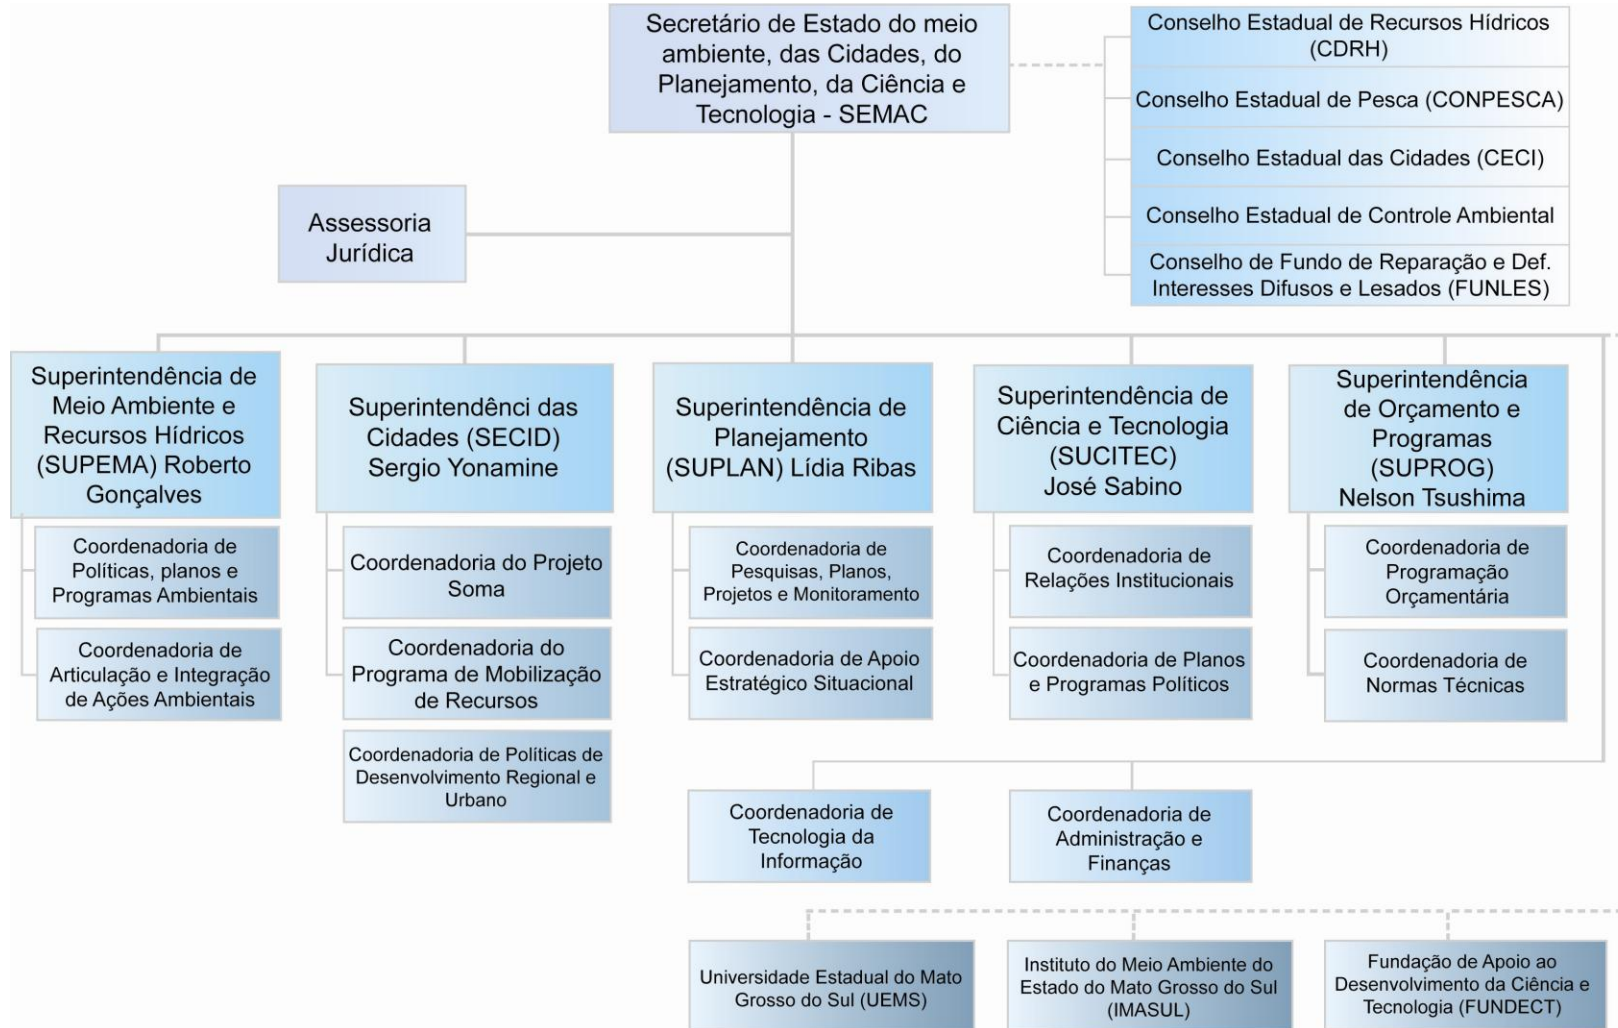 Secretário de Estado do meio
ambiente, das Cidades, do
Planejamento, da Ciência e
Tecnologia - SEMAC
Conselho Estadual de Recursos Hídricos
(CDRH)
Conselho Estadual de Pesca (CONPESCA)
Conselho Estadual das Cidades (CECI)
Conselho Estadual de Controle Ambiental
Conselho de Fundo de Reparação e Def.
Interesses Difusos e Lesados (FUNLES)
Assessoria
Jurídica
Superintendência de
Meio Ambiente e
Recursos Hídricos
(SUPEMA) Roberto
Gonçalves
Superintendênci das
Cidades (SECID)
Sergio Yonamine
Superintendência de
Planejamento
(SUPLAN) Lídia Ribas
Superintendência de
Ciência e Tecnologia
(SUCITEC)
José Sabino
Superintendência
de Orçamento e
Programas
(SUPROG)
Nelson Tsushima
Coordenadoria de
Políticas, planos e
Programas Ambientais
Coordenadoria do Projeto
Soma
Coordenadoria de
Pesquisas, Planos,
Projetos e Monitoramento
Coordenadoria de
Relações Institucionais
Coordenadoria de
Programação
Orçamentária
Coordenadoria de
Articulação e Integração
de Ações Ambientais
Coordenadoria do
Programa de Mobilização
de Recursos
Coordenadoria de Apoio
Estratégico Situacional
Coordenadoria de Planos
e Programas Políticos
Coordenadoria de
Normas Técnicas
Coordenadoria de Políticas de
Desenvolvimento Regional e
Urbano
Coordenadoria de
Tecnologia da
Informação
Coordenadoria de
Administração e
Finanças
Universidade Estadual do Mato
Grosso do Sul (UEMS)
Instituto do Meio Ambiente do
Estado do Mato Grosso do Sul
(IMASUL)
Fundação de Apoio ao
Desenvolvimento da Ciência e
Tecnologia (FUNDECT)